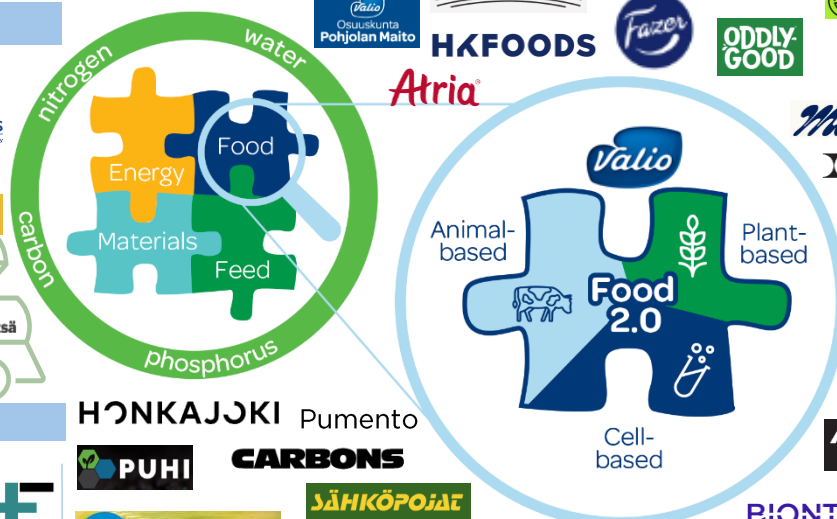 Valio
Osuuskunta
Pohjolan Maito
HKFOODS
Fazer
ODDLY-
GOOD
Atria
nitrogen
water
carbon
phosphorus
Energy
Food
Materials
Feed
Valio
Animal-
based
Plant-
based
Food
2.0
Cell-
based
HONKAJOKI
Pumento
PUHI
CARBONS
SÄHKÖPOJAT